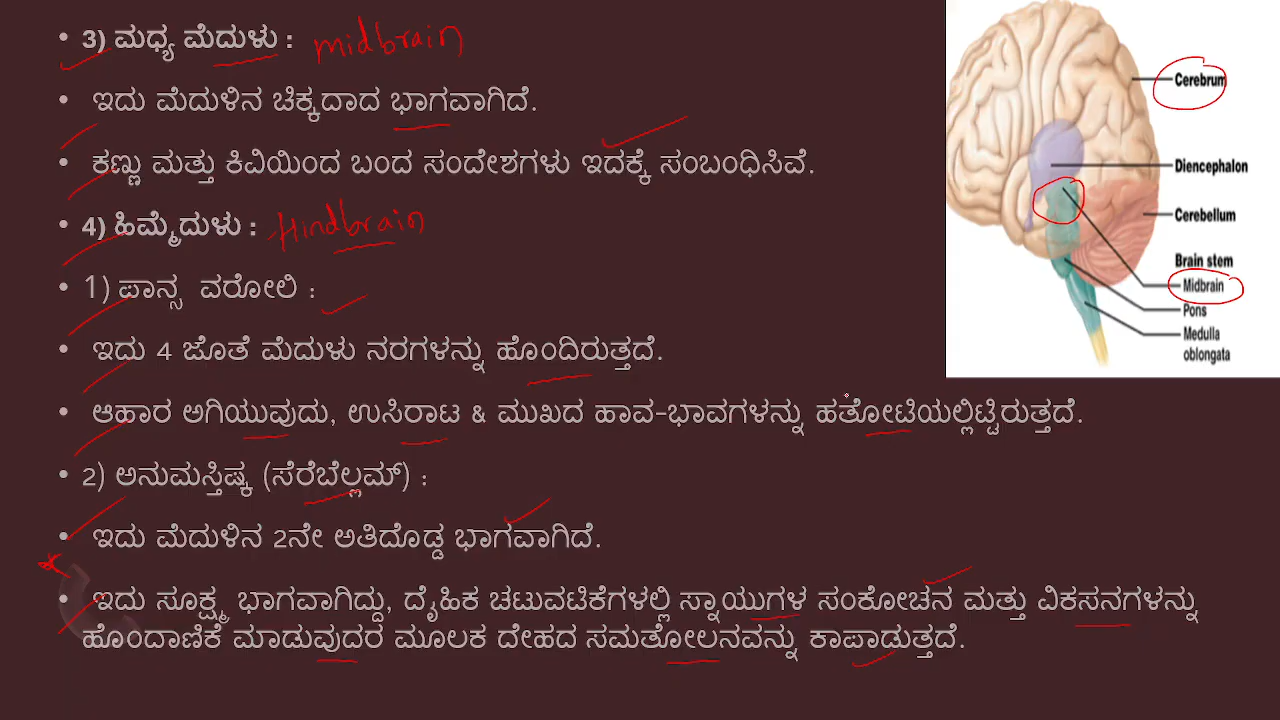 • 3) ಮಧ್ಯ ಮೆದುಳು : midbrain
• ಇದು ಮೆದುಳಿನ ಚಿಕ್ಕದಾದ ಭಾಗವಾಗಿದೆ.
• ಕಣ್ಣು ಮತ್ತು ಕಿವಿಯಿಂದ ಬಂದ ಸಂದೇಶಗಳು ಇದಕ್ಕೆ ಸಂಬಂಧಿಸಿವೆ.
• 4) ಹಿಮ್ಮೆದುಳು : Hindbrain
• 1) ಪಾನ್ಸ ವರೋಲಿ :
• ಇದು 4 ಜೊತೆ ಮೆದುಳು ನರಗಳನ್ನು ಹೊಂದಿರುತ್ತದೆ.
• ಆಹಾರ ಅಗಿಯುವುದು, ಉಸಿರಾಟ & ಮುಖದ ಹಾವ-ಭಾವಗಳನ್ನು ಹತೋಟಿಯಲ್ಲಿಟ್ಟಿರುತ್ತದೆ.
• 2) ಅನುಮಸ್ತಿಷ್ಕ (ಸೆರೆಬೆಲ್ಲಮ್) :
• ಇದು ಮೆದುಳಿನ 2ನೇ ಅತಿದೊಡ್ಡ ಭಾಗವಾಗಿದೆ.
• ಇದು ಸೂಕ್ಷ್ಮ ಭಾಗವಾಗಿದ್ದು, ದೈಹಿಕ ಚಟುವಟಿಕೆಗಳಲ್ಲಿ ಸ್ನಾಯುಗಳ ಸಂಕೋಚನ ಮತ್ತು ವಿಕಸನಗಳನ್ನು
ಹೊಂದಾಣಿಕೆ ಮಾಡುವುದರ ಮೂಲಕ ದೇಹದ ಸಮತೋಲನವನ್ನು ಕಾಪಾಡುತ್ತದೆ.
Cerebrum
Diencephalon
Cerebellum
Brain stem
Midbrain
Pons
Medulla
oblongata